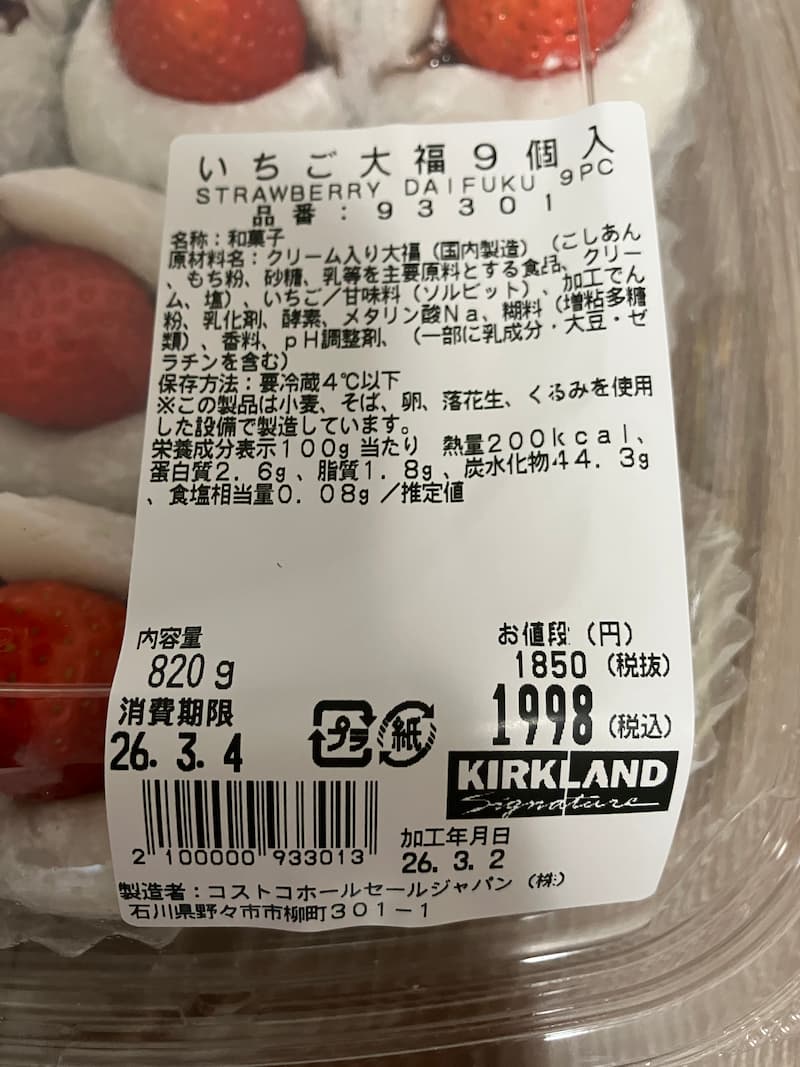 いちご大福9個入
STRAWBERRY DAIFUKU 9PC
品番：93301
名称：和菓子
原材料名：クリーム入り大福（国内製造）（こしあん
、もち粉、砂糖、乳等を主要原料とする食品、クリー
ム、塩）、いちご／甘味料（ソルビット）、加工でん
粉、乳化剤、酵素、メタリン酸Na、糊料（増粘多糖
類）、香料、pH調整剤、（一部に乳成分・大豆・ゼ
ラチンを含む）
保存方法：要冷蔵4℃以下
※この製品は小麦、そば、卵、落花生、くるみを使用
した設備で製造しています。
栄養成分表示100g当たり 熱量200kcal、
蛋白質2.6g、脂質1.8g、炭水化物44.3g
、食塩相当量0.08g／推定値
内容量
820g
お値段（円）
1850（税抜）
1998（税込）
消費期限
26.3.4
プラ 紙
KIRKLAND
Signature
2 100000 933013
加工年月日
26.3.2
製造者：コストコホールセールジャパン（株）
石川県野々市市柳町301-1